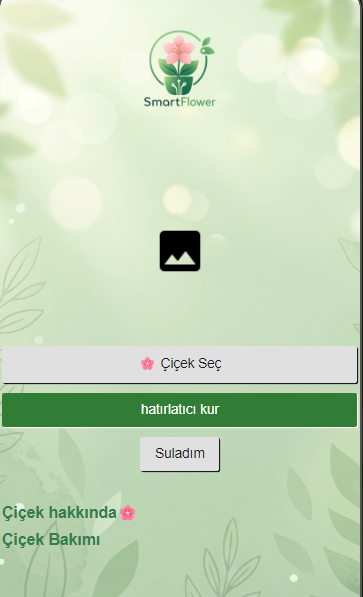 SmartFlower
🌸 Çiçek Seç
hatırlatıcı kur
Suladım
Çiçek hakkında🌸
Çiçek Bakımı